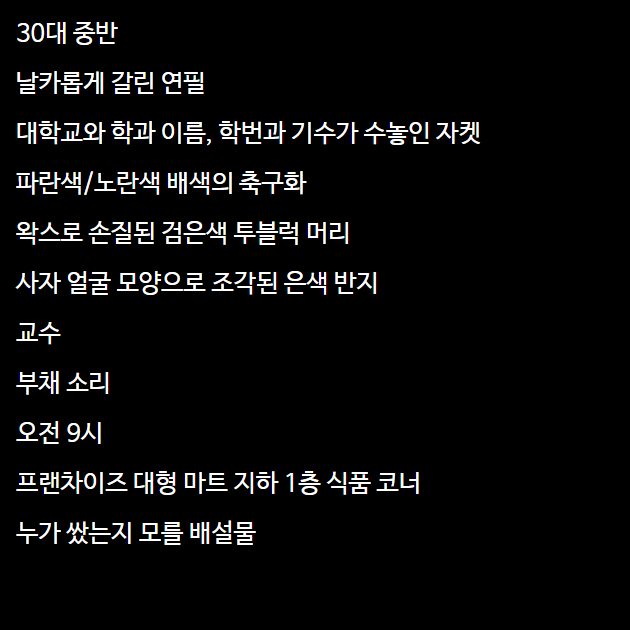 30대 중반
날카롭게 갈린 연필
대학교와 학과 이름, 학번과 기수가 수놓인 자켓
파란색/노란색 배색의 축구화
왁스로 손질된 검은색 투블럭 머리
사자 얼굴 모양으로 조각된 은색 반지
교수
부채 소리
오전 9시
프랜차이즈 대형 마트 지하 1층 식품 코너
누가 쌌는지 모를 배설물